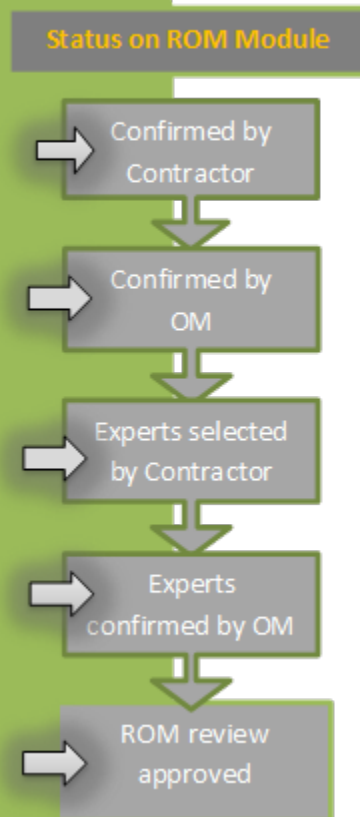 Status on ROM Module
Confirmed by
Contractor
Confirmed by
OM
Experts selected
by Contractor
Experts
confirmed by OM
ROM review
approved